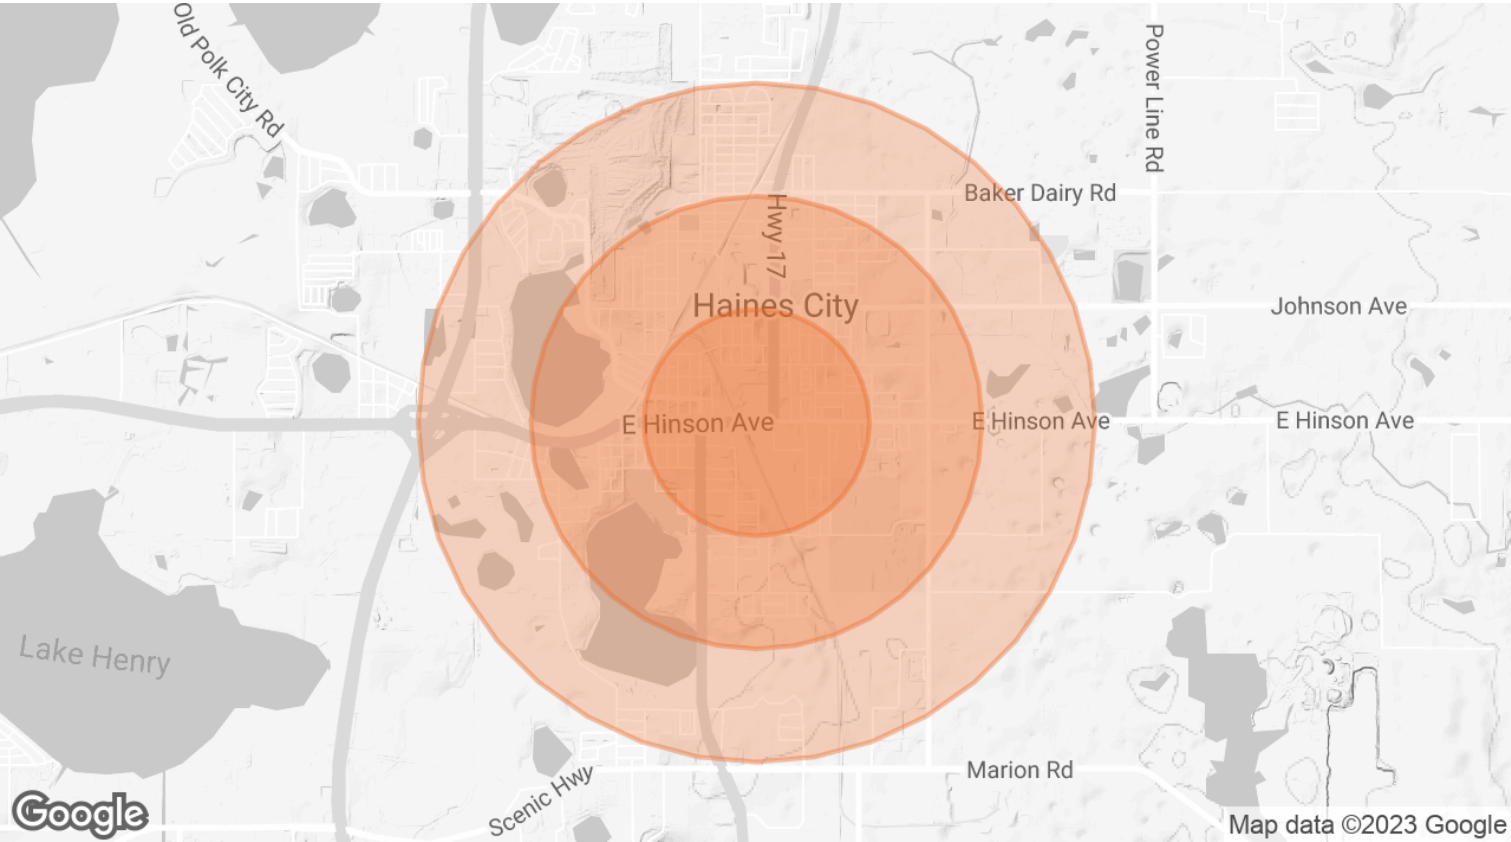 Old Polk City Rd
Power Line Rd
Baker Dairy Rd
Hwy 17
Haines City
Johnson Ave
E Hinson Ave
E Hinson Ave
E Hinson Ave
Lake Henry
Marion Rd
Scenic Hwy
Google
Map data ©2023 Google